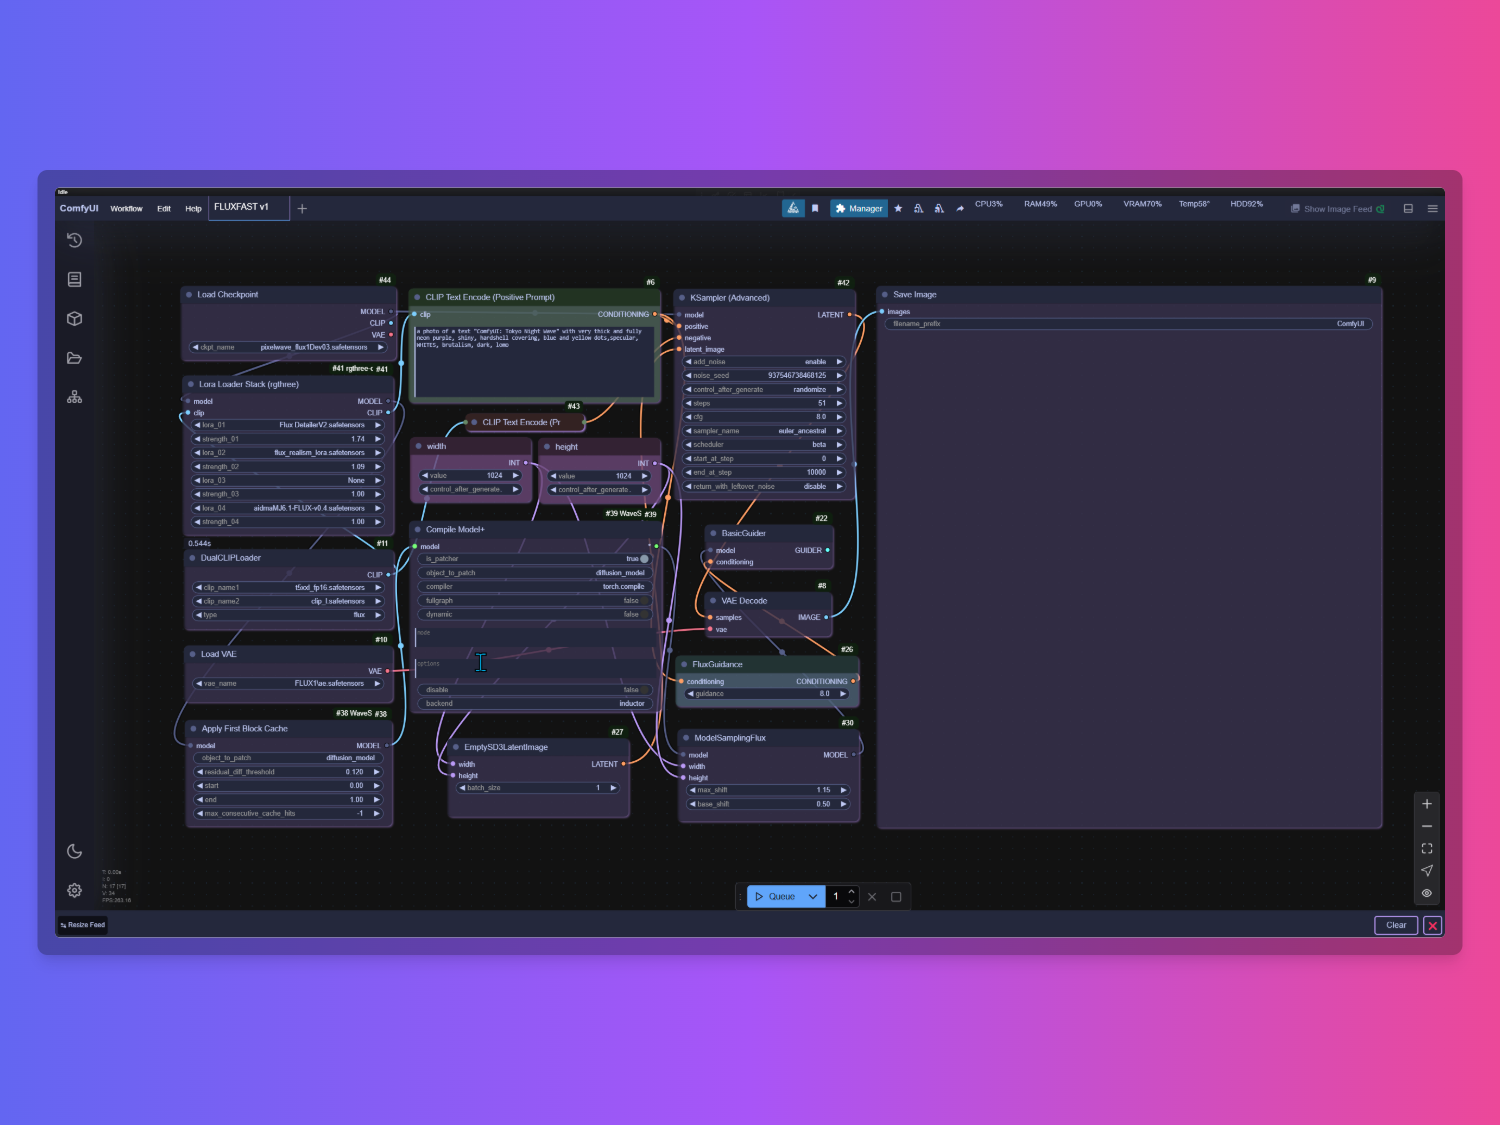 Idle
ComfyUI Workflow Edit Help FLUXFAST v1 +
Manager CPU3% RAM49% GPU0% VRAM70% Temp58° HDD92% Show Image Feed
#44
Load Checkpoint
MODEL
CLIP
VAE
ckpt_name pixelwave_flux1Dev03.safetensors
#41 rgthree-c #41
Lora Loader Stack (rgthree)
model MODEL
clip CLIP
lora_01 Flux DetailerV2.safetensors
strength_01 1.74
lora_02 flux_realism_lora.safetensors
strength_02 1.09
lora_03 None
strength_03 1.00
lora_04 aidmaMJ6.1-FLUX-v0.4.safetensors
strength_04 1.00
0.544s #11
DualCLIPLoader
CLIP
clip_name1 t5xxl_fp16.safetensors
clip_name2 clip_l.safetensors
type flux
#10
Load VAE
VAE
vae_name FLUX1\ae.safetensors
#38 WaveS #38
Apply First Block Cache
model MODEL
object_to_patch diffusion_model
residual_diff_threshold 0.120
start 0.00
end 1.00
max_consecutive_cache_hits -1
#6
CLIP Text Encode (Positive Prompt)
clip CONDITIONING
a photo of a text "ComfyUI: Tokyo Night Wave" with very thick and fully
neon purple, shiny, hardshell covering, blue and yellow dots,specular,
WHITES, brutalism, dark, lomo
#43
CLIP Text Encode (Pr
width
INT
value 1024
control_after_generate.
height
INT
value 1024
control_after_generate.
#39 WaveS #39
Compile Model+
model
is_patcher true
object_to_patch diffusion_model
compiler torch.compile
fullgraph false
dynamic false
mode
options
disable false
backend inductor
#27
EmptySD3LatentImage
width LATENT
height
batch_size 1
#42
KSampler (Advanced)
model LATENT
positive
negative
latent_image
add_noise enable
noise_seed 937546738468125
control_after_generate randomize
steps 51
cfg 8.0
sampler_name euler_ancestral
scheduler beta
start_at_step 0
end_at_step 10000
return_with_leftover_noise disable
#22
BasicGuider
model GUIDER
conditioning
#8
VAE Decode
samples IMAGE
vae
#26
FluxGuidance
conditioning CONDITIONING
guidance 8.0
#30
ModelSamplingFlux
model MODEL
width
height
max_shift 1.15
base_shift 0.50
#9
Save Image
images
filename_prefix ComfyUI
T: 0.02s
I: 0
N: 17 [17]
V: 34
Queue 1
Resize Feed Clear